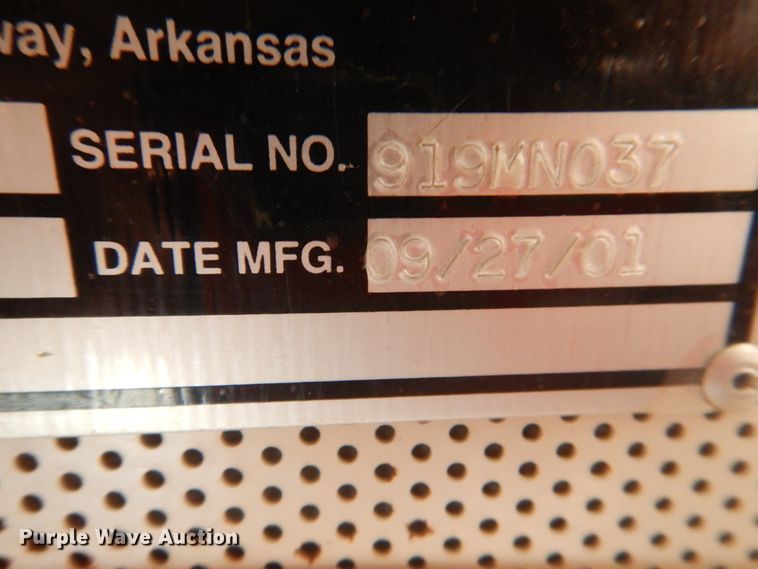 way, Arkansas
SERIAL NO. 919MN037
DATE MFG. 09/27/01
Purple Wave Auction